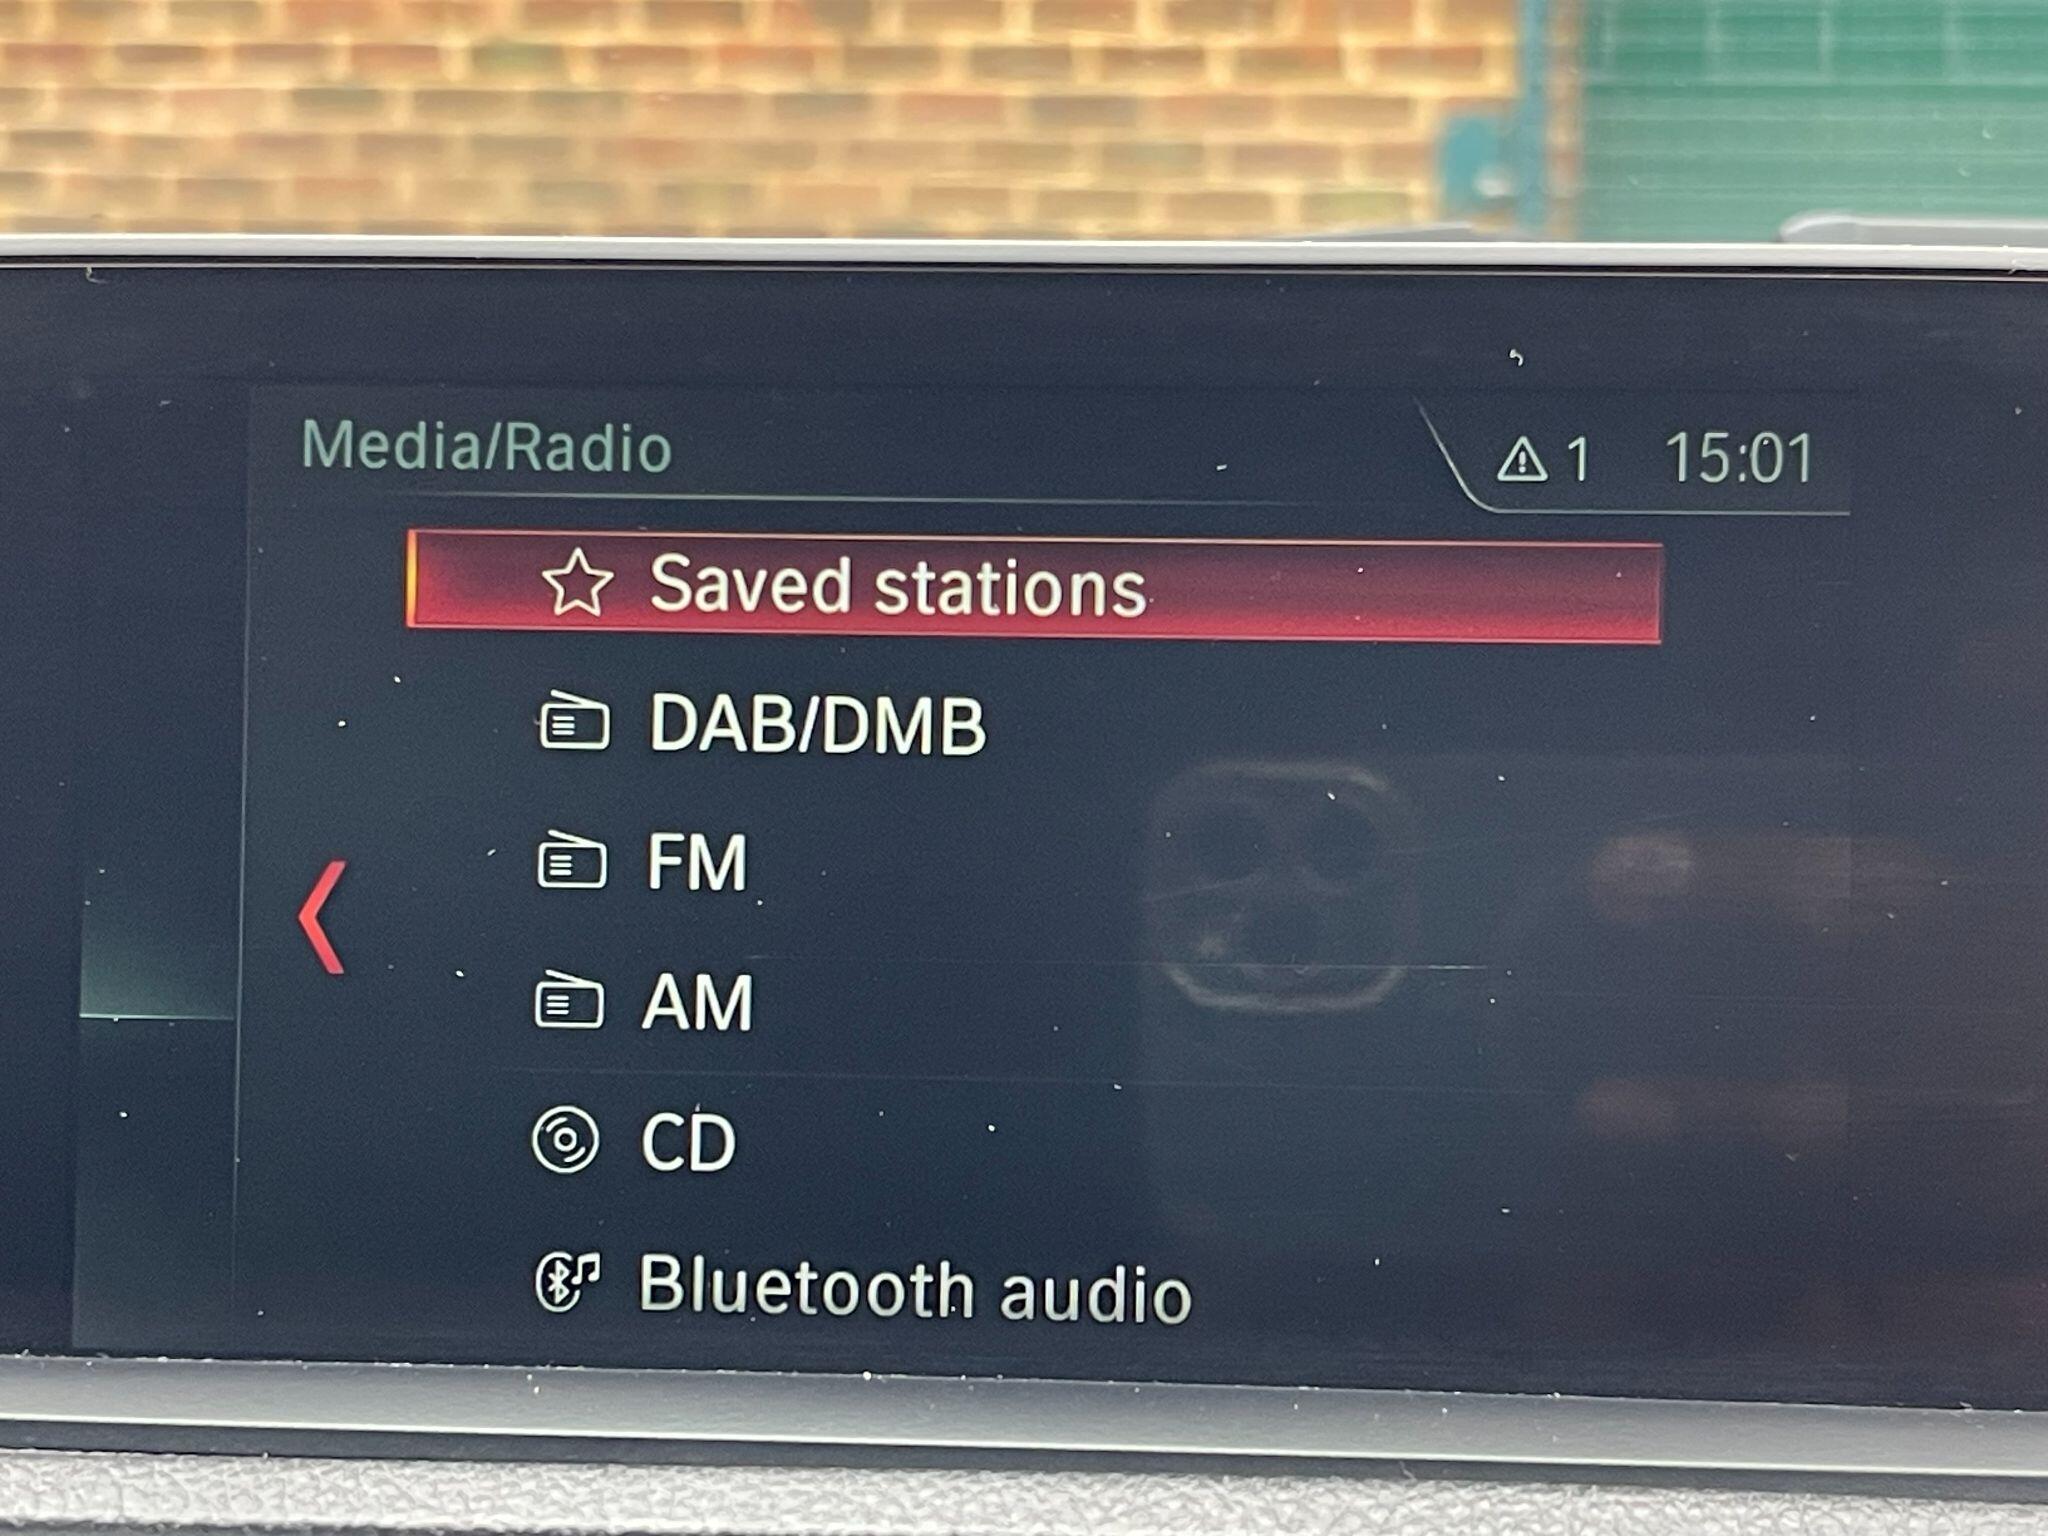 Media/Radio
1 15:01
Saved stations
DAB/DMB
FM
AM
CD
Bluetooth audio